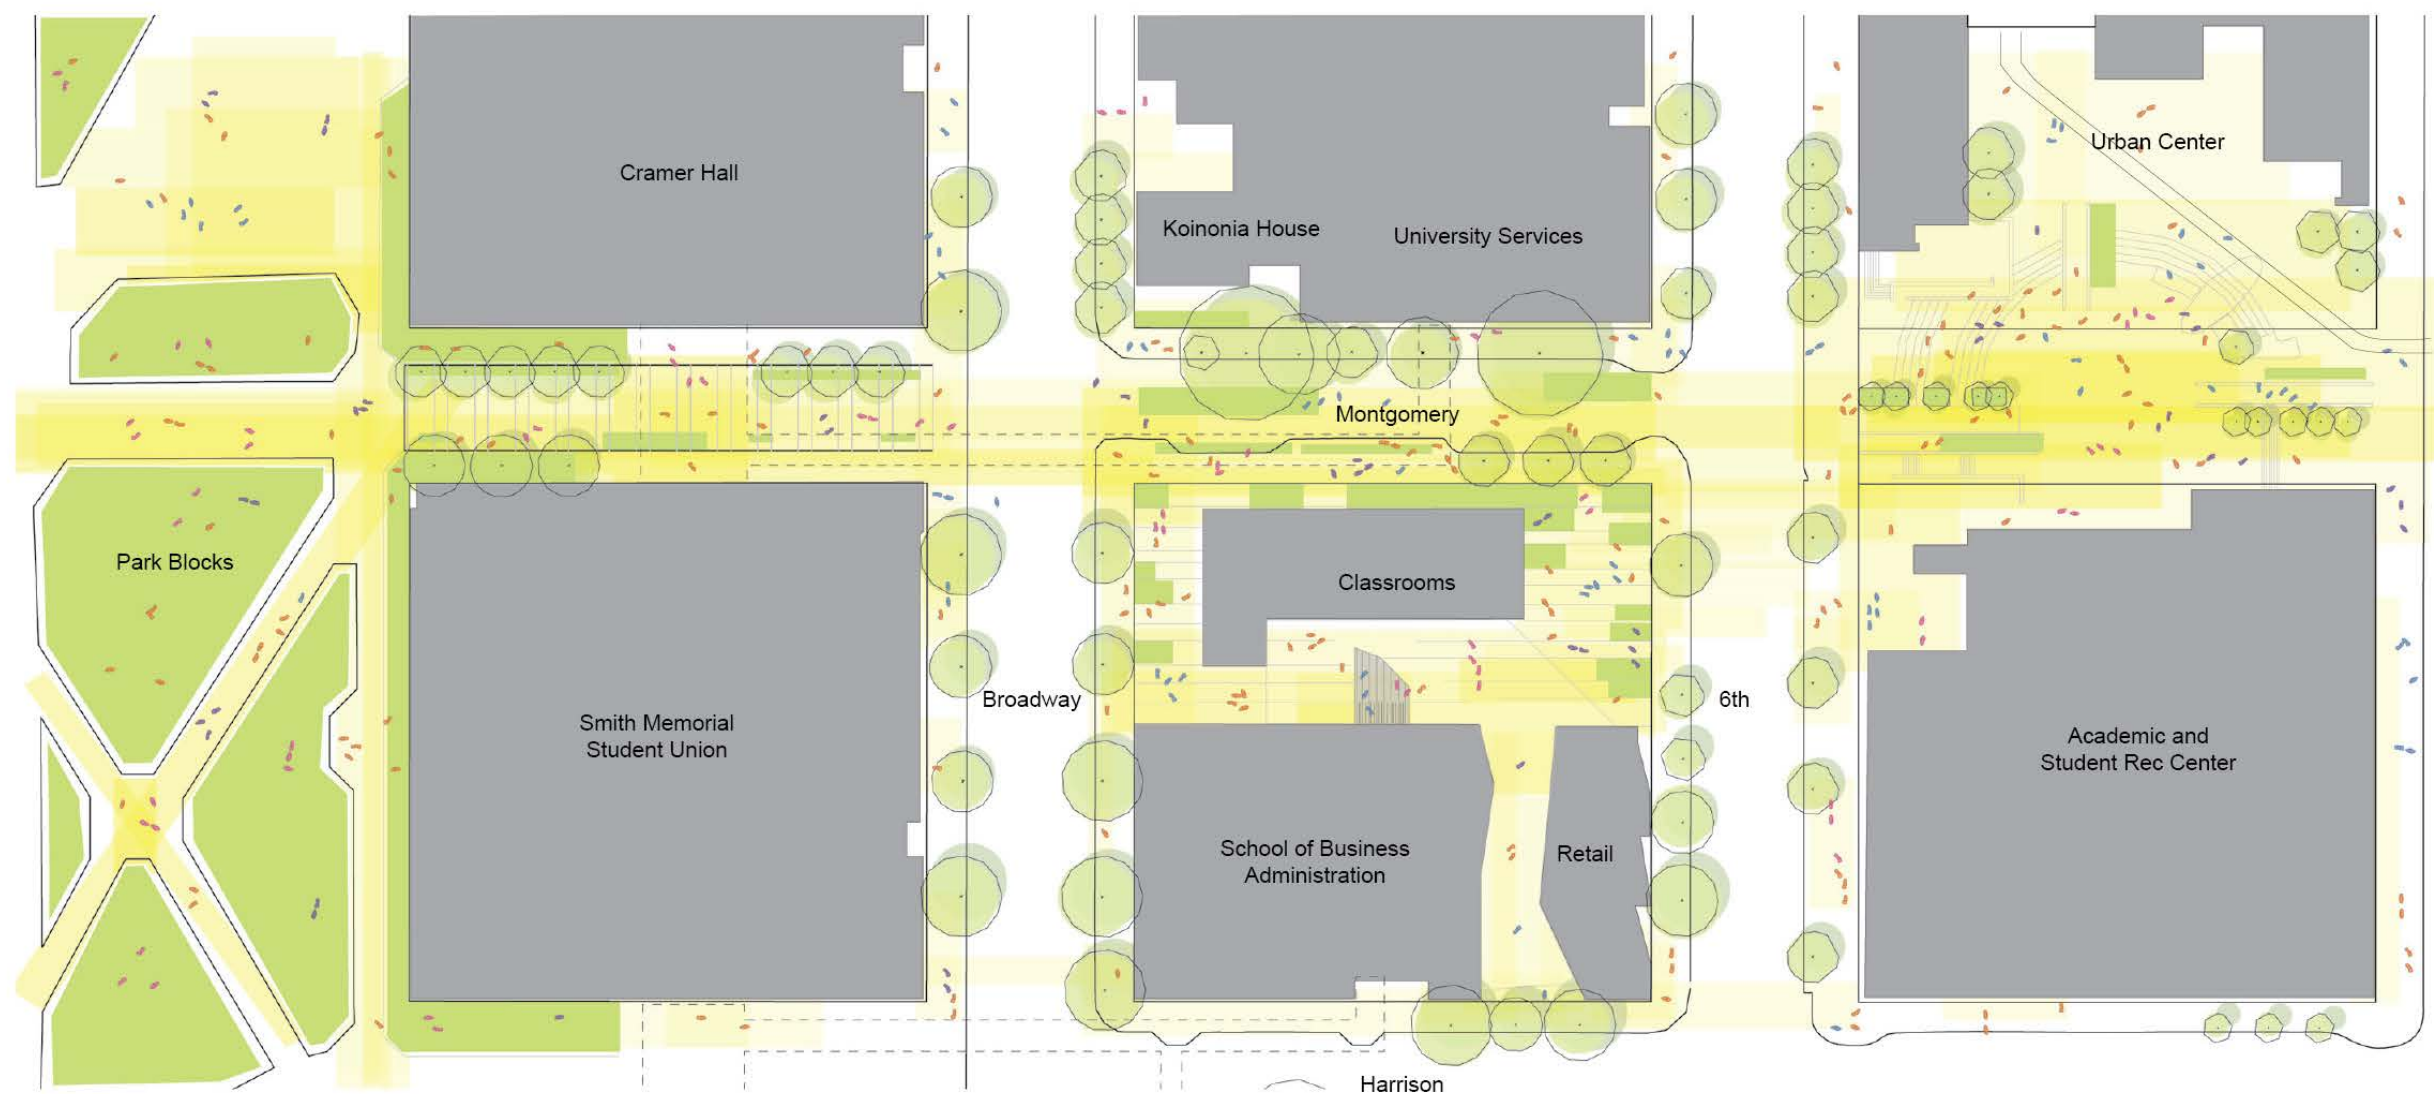 Cramer Hall
Koinonia House
University Services
Urban Center
Montgomery
Park Blocks
Classrooms
Smith Memorial
Student Union
Broadway
6th
Academic and
Student Rec Center
School of Business
Administration
Retail
Harrison